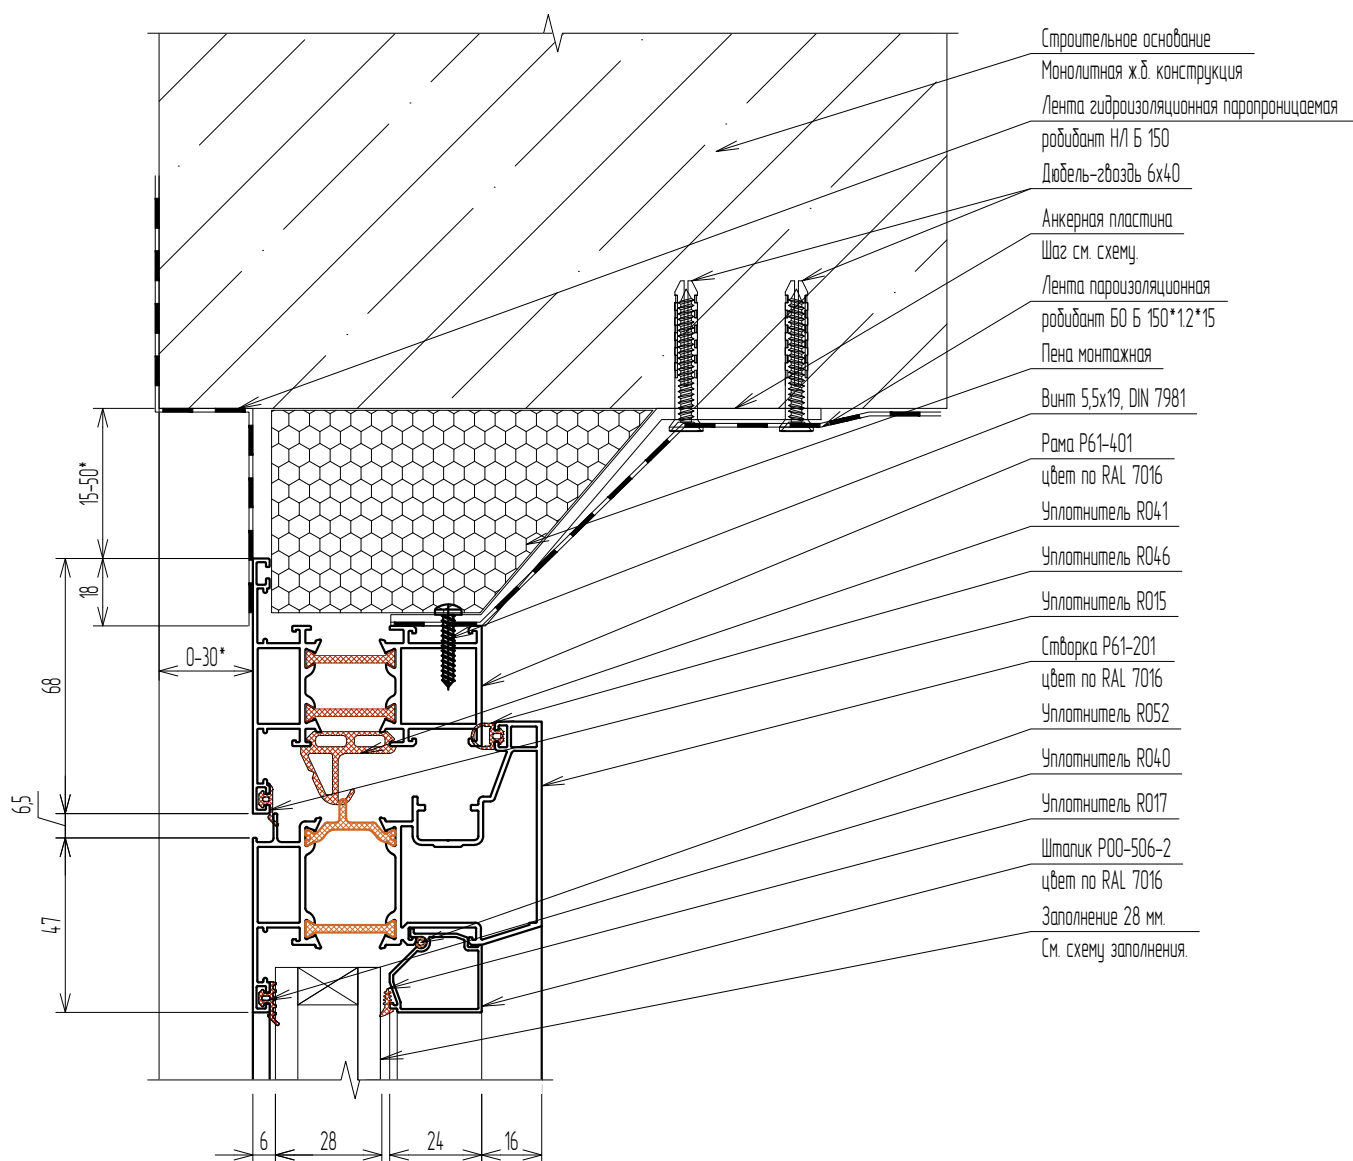 Строительное основание
Монолитная ж.б. конструкция
Лента гидроизоляционная паропроницаемая
робибант НЛ Б 150
Дюбель-гвоздь 6х40
Анкерная пластина
Шаг см. схему.
Лента пароизоляционная
робибант БО Б 150*1.2*15
Пена монтажная
Винт 5,5х19, DIN 7981
Рама Р61-401
цвет по RAL 7016
Уплотнитель R041
Уплотнитель R046
Уплотнитель R015
Створка Р61-201
цвет по RAL 7016
Уплотнитель R052
Уплотнитель R040
Уплотнитель R017
Штапик Р00-506-2
цвет по RAL 7016
Заполнение 28 мм.
См. схему заполнения.
15-50*
18
0-30*
68
6,5
47
6
28
24
16